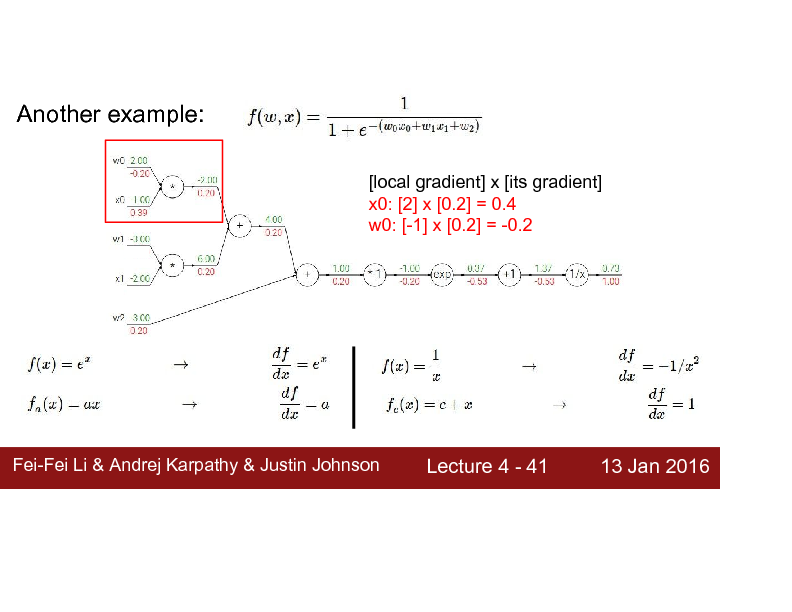 Another example:
f(w,x) = 1 / (1 + e^−(w₀x₀+w₁x₁+w₂))
[local gradient] x [its gradient]
x0: [2] x [0.2] = 0.4
w0: [-1] x [0.2] = -0.2
w0 2.00
-0.20
* -2.00
0.20
x0 -1.00
0.39
+ 4.00
0.20
w1 -3.00
* 6.00
0.20
x1 -2.00
+ 1.00 *-1 -1.00 exp 0.37 +1 1.37 1/x 0.73
0.20 -0.20 -0.53 -0.53 1.00
w2 -3.00
0.20
f(x) = eˣ → df/dx = eˣ
f(x) = 1/x → df/dx = −1/x²
fₐ(x) = ax → df/dx = a
f_c(x) = c + x → df/dx = 1
Fei-Fei Li & Andrej Karpathy & Justin Johnson
Lecture 4 - 41
13 Jan 2016